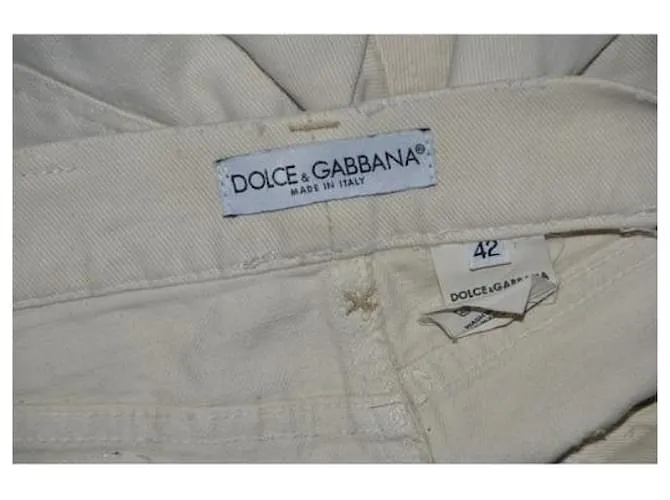 DOLCE & GABBANA®
MADE IN ITALY
42
DOLCE&GABBANA